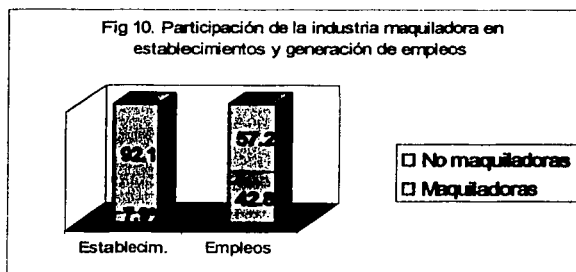 Fig 10. Participación de la industria maquiladora en
establecimientos y generación de empleos
92.1
57.2
42.8
No maquiladoras
Maquiladoras
Establecim.
Empleos